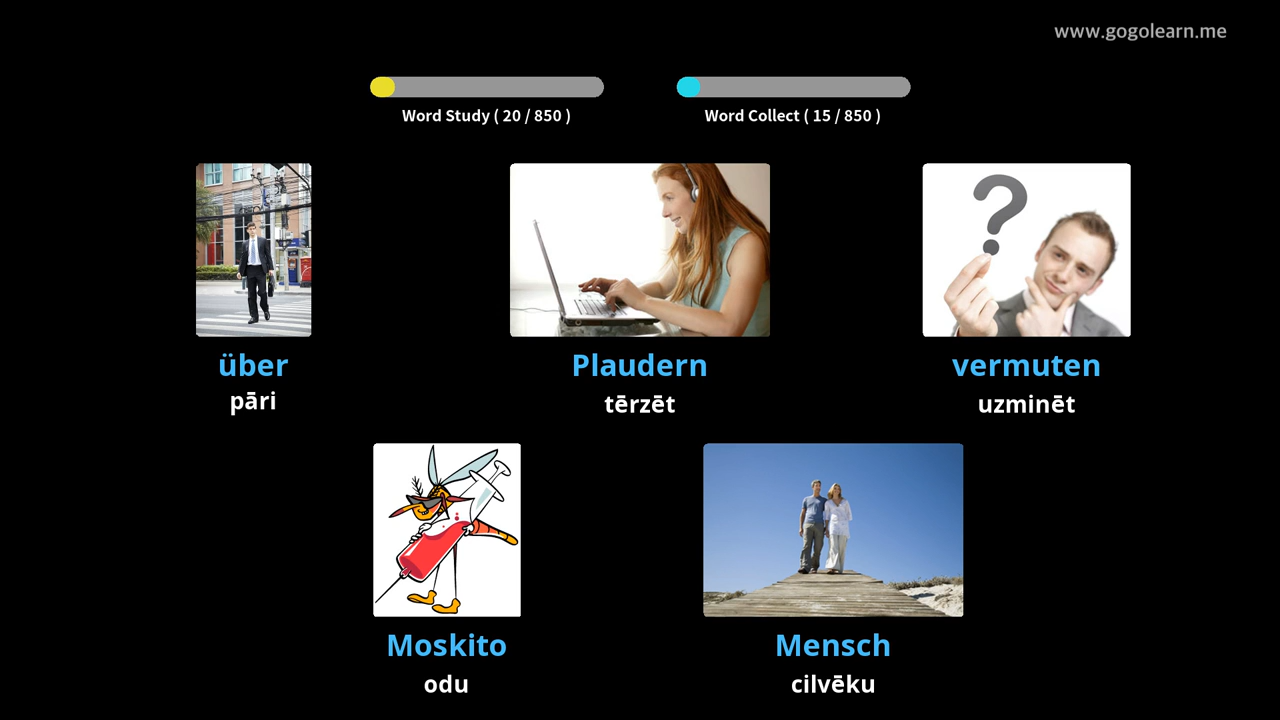 www.gogolearn.me
Word Study ( 20 / 850 )
Word Collect ( 15 / 850 )
über
pāri
Plaudern
tērzēt
vermuten
uzminēt
Moskito
odu
Mensch
cilvēku